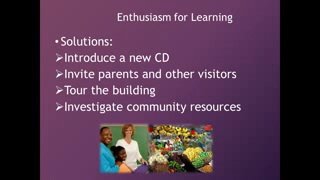 Enthusiasm for Learning
•Solutions:
➢Introduce a new CD
➢Invite parents and other visitors
➢Tour the building
➢Investigate community resources